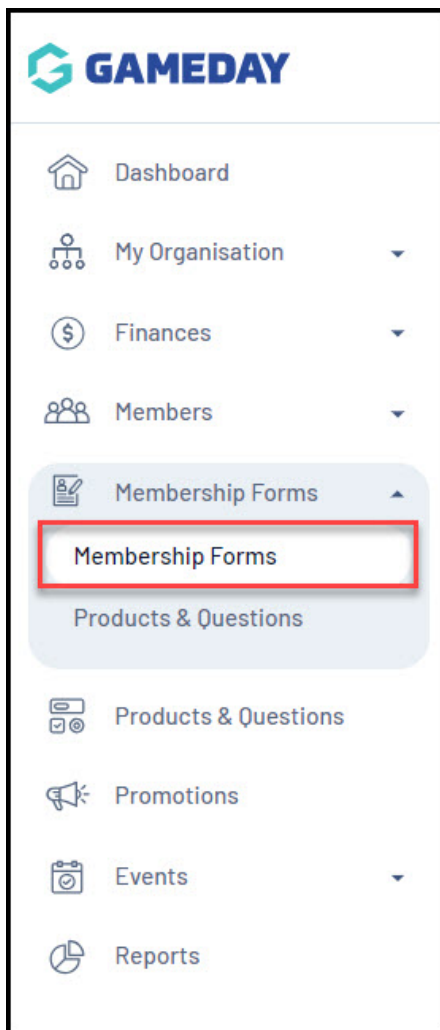 GAMEDAY
Dashboard
My Organisation
Finances
Members
Membership Forms
Membership Forms
Products & Questions
Products & Questions
Promotions
Events
Reports